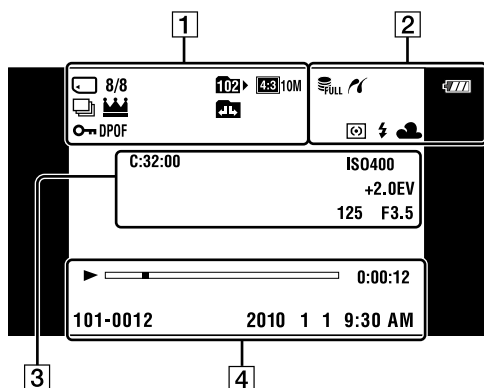 1
2
8/8 102 4:3 10M FULL
DPOF
C:32:00 ISO400
+2.0EV
125 F3.5
0:00:12
101-0012 2010 1 1 9:30 AM
3
4